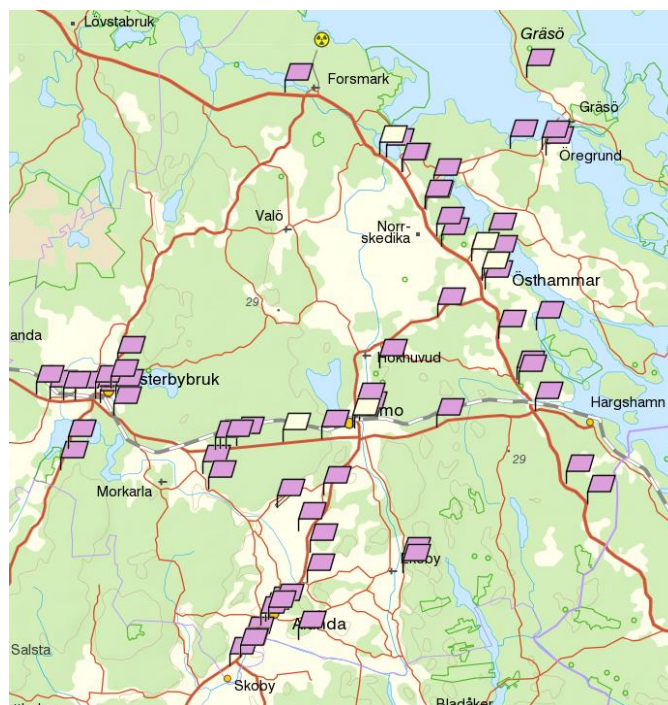 Lövstabruk
Gräsö
Forsmark
Gräsö
Öregrund
Valö
Norr-
skedika
Östhammar
29
anda
Hökhuvud
sterbybruk
mo
Hargshamn
29
Morkarla
Ekeby
Salsta
Skoby
Bladåker